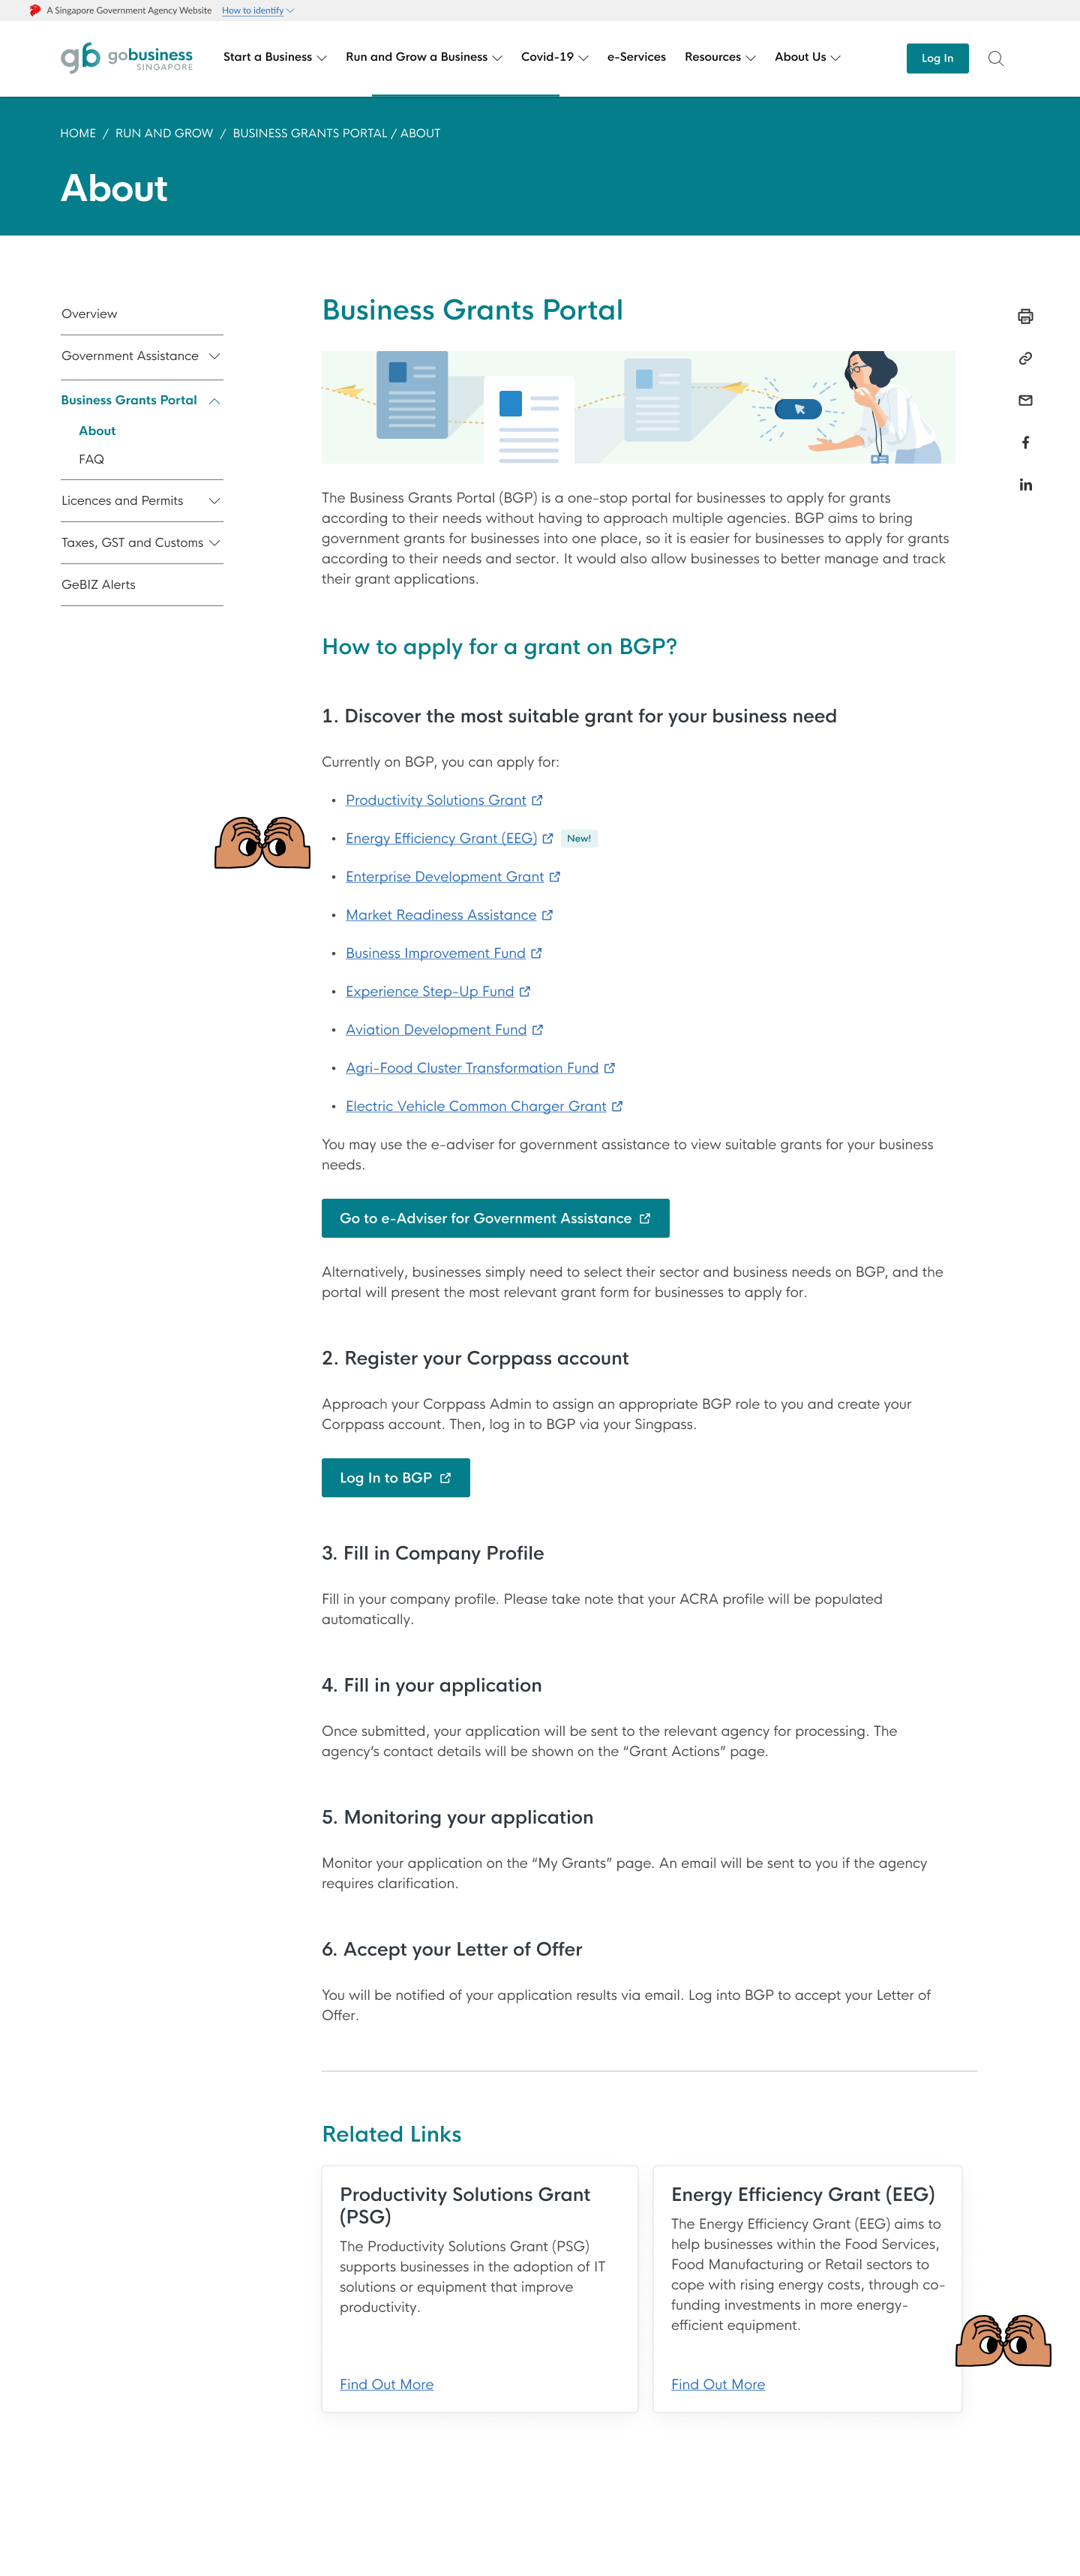 A Singapore Government Agency Website How to identify
gb gobusiness SINGAPORE
Start a Business Run and Grow a Business Covid-19 e-Services Resources About Us Log In
HOME / RUN AND GROW / BUSINESS GRANTS PORTAL / ABOUT
About
Overview
Government Assistance
Business Grants Portal
About
FAQ
Licences and Permits
Taxes, GST and Customs
GeBIZ Alerts
Business Grants Portal
The Business Grants Portal (BGP) is a one-stop portal for businesses to apply for grants
according to their needs without having to approach multiple agencies. BGP aims to bring
government grants for businesses into one place, so it is easier for businesses to apply for grants
according to their needs and sector. It would also allow businesses to better manage and track
their grant applications.
How to apply for a grant on BGP?
1. Discover the most suitable grant for your business need
Currently on BGP, you can apply for:
• Productivity Solutions Grant
• Energy Efficiency Grant (EEG) New!
• Enterprise Development Grant
• Market Readiness Assistance
• Business Improvement Fund
• Experience Step-Up Fund
• Aviation Development Fund
• Agri-Food Cluster Transformation Fund
• Electric Vehicle Common Charger Grant
You may use the e-adviser for government assistance to view suitable grants for your business
needs.
Go to e-Adviser for Government Assistance
Alternatively, businesses simply need to select their sector and business needs on BGP, and the
portal will present the most relevant grant form for businesses to apply for.
2. Register your Corppass account
Approach your Corppass Admin to assign an appropriate BGP role to you and create your
Corppass account. Then, log in to BGP via your Singpass.
Log In to BGP
3. Fill in Company Profile
Fill in your company profile. Please take note that your ACRA profile will be populated
automatically.
4. Fill in your application
Once submitted, your application will be sent to the relevant agency for processing. The
agency’s contact details will be shown on the “Grant Actions” page.
5. Monitoring your application
Monitor your application on the “My Grants” page. An email will be sent to you if the agency
requires clarification.
6. Accept your Letter of Offer
You will be notified of your application results via email. Log into BGP to accept your Letter of
Offer.
Related Links
Productivity Solutions Grant
(PSG)
The Productivity Solutions Grant (PSG)
supports businesses in the adoption of IT
solutions or equipment that improve
productivity.
Find Out More
Energy Efficiency Grant (EEG)
The Energy Efficiency Grant (EEG) aims to
help businesses within the Food Services,
Food Manufacturing or Retail sectors to
cope with rising energy costs, through co-
funding investments in more energy-
efficient equipment.
Find Out More